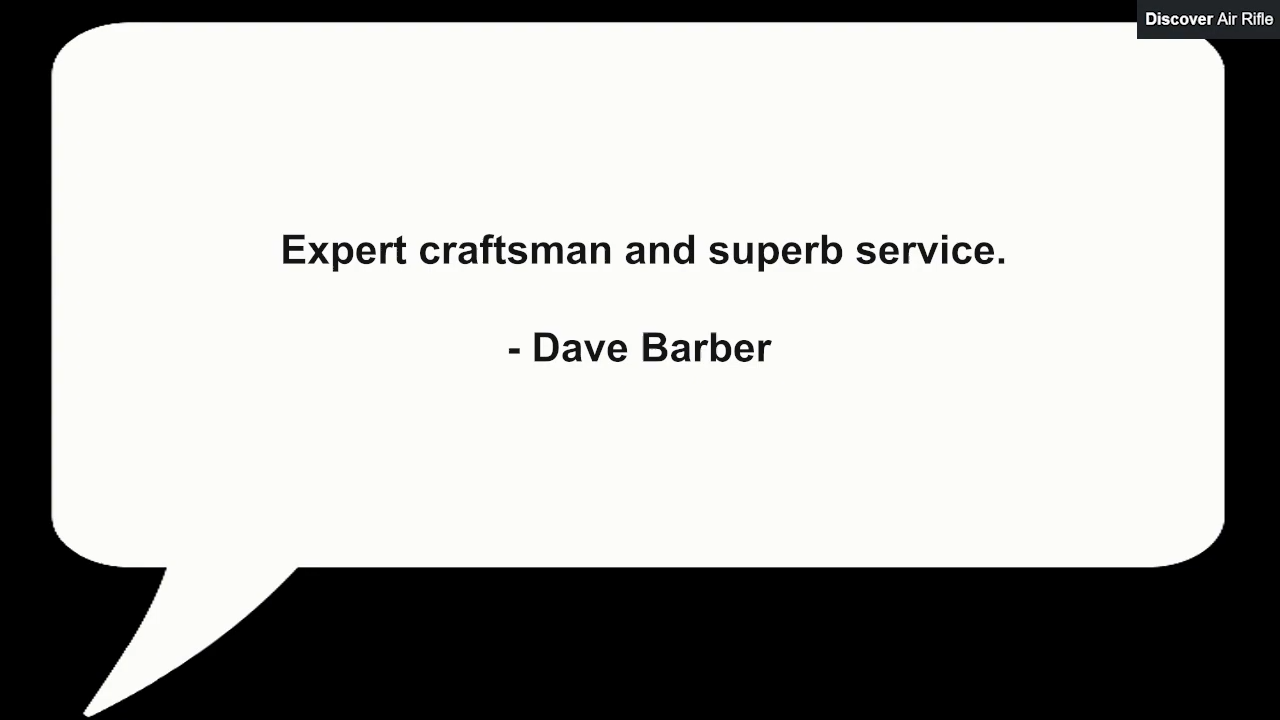 Discover Air Rifle
Expert craftsman and superb service.
- Dave Barber